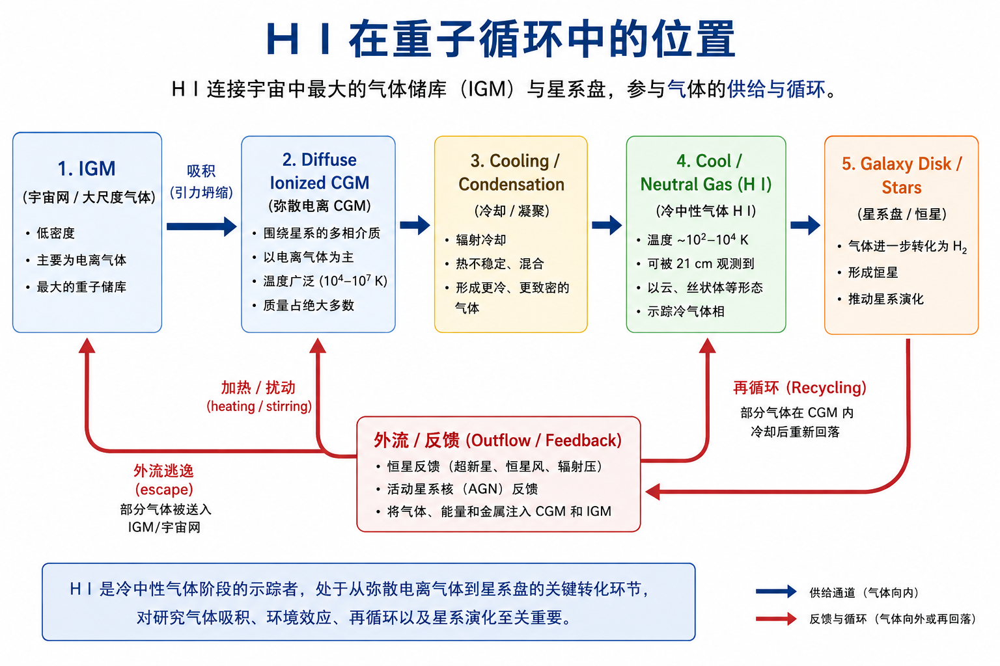 H I 在重子循环中的位置
H I 连接宇宙中最大的气体储库（IGM）与星系盘，参与气体的供给与循环。
1. IGM
(宇宙网 / 大尺度气体)
• 低密度
• 主要为电离气体
• 最大的重子储库
吸积
(引力坍缩)
2. Diffuse
Ionized CGM
(弥散电离 CGM)
• 围绕星系的多相介质
• 以电离气体为主
• 温度广泛 (10⁴–10⁷ K)
• 质量占绝大多数
3. Cooling /
Condensation
(冷却 / 凝聚)
• 辐射冷却
• 热不稳定、混合
• 形成更冷、更致密的
气体
4. Cool /
Neutral Gas (H I)
(冷中性气体 H I)
• 温度 ~10²–10⁴ K
• 可被 21 cm 观测到
• 以云、丝状体等形态
• 示踪冷气体相
5. Galaxy Disk /
Stars
(星系盘 / 恒星)
• 气体进一步转化为 H₂
• 形成恒星
• 推动星系演化
加热 / 扰动
(heating / stirring)
外流逃逸
(escape)
部分气体被送入
IGM/宇宙网
外流 / 反馈 (Outflow / Feedback)
• 恒星反馈（超新星、恒星风、辐射压）
• 活动星系核（AGN）反馈
• 将气体、能量和金属注入 CGM 和 IGM
再循环 (Recycling)
部分气体在 CGM 内
冷却后重新回落
H I 是冷中性气体阶段的示踪者，处于从弥散电离气体到星系盘的关键转化环节，
对研究气体吸积、环境效应、再循环以及星系演化至关重要。
供给通道（气体向内）
反馈与循环（气体向外或再回落）